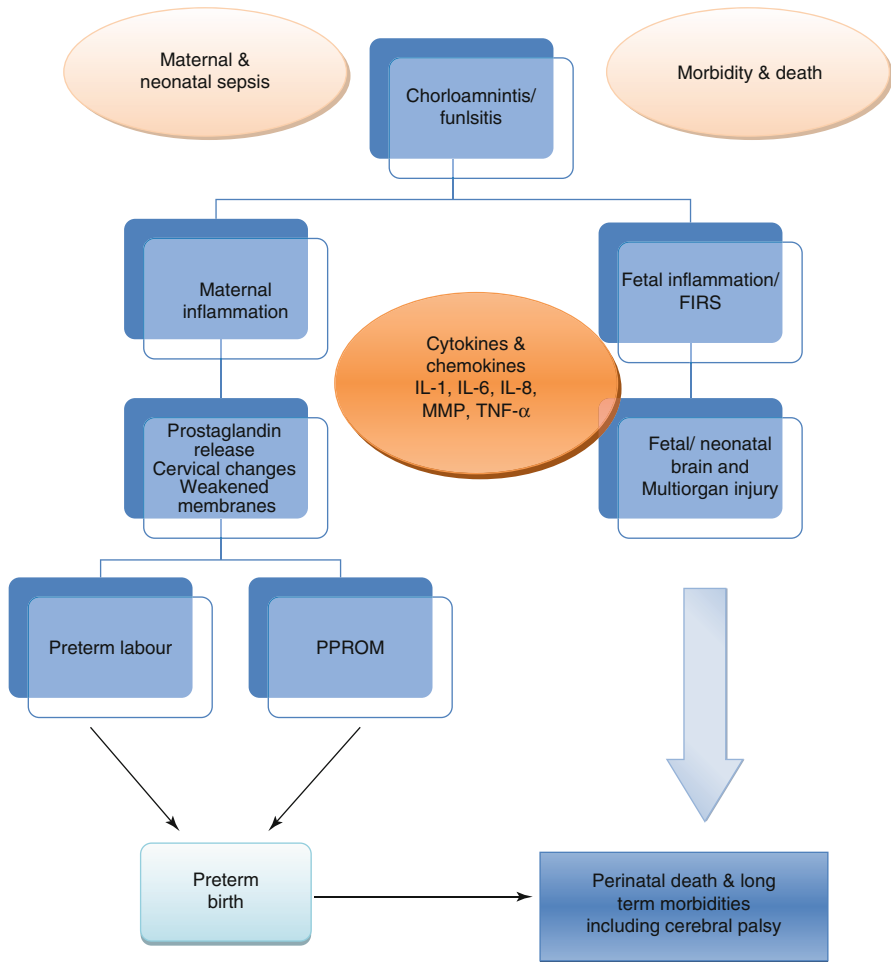 Maternal &
neonatal sepsis
Chorloamnintis/
funlsitis
Morbidity & death
Maternal
inflammation
Cytokines &
chemokines
IL-1, IL-6, IL-8,
MMP, TNF-α
Fetal inflammation/
FIRS
Prostaglandin
release
Cervical changes
Weakened
membranes
Fetal/ neonatal
brain and
Multiorgan injury
Preterm labour
PPROM
Preterm
birth
Perinatal death & long
term morbidities
including cerebral palsy